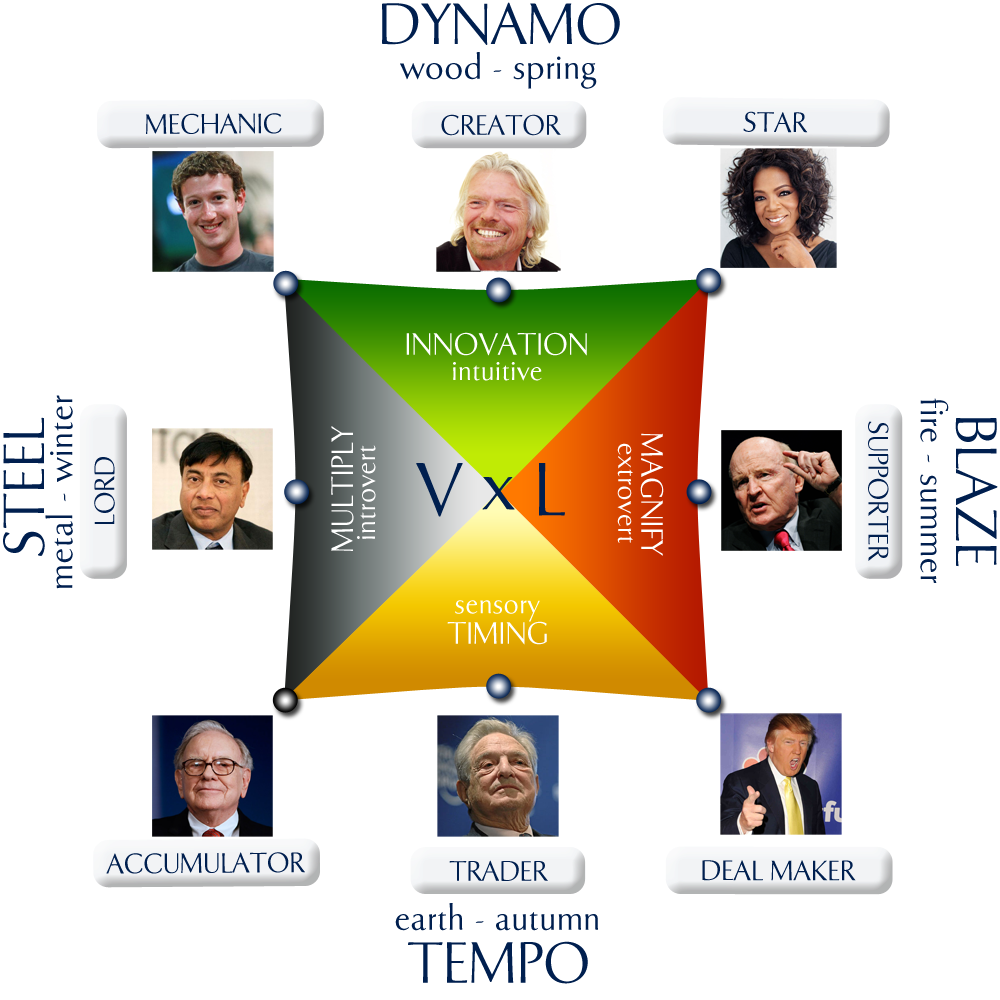 DYNAMO
wood - spring
MECHANIC
CREATOR
STAR
INNOVATION
intuitive
STEEL
metal - winter
LORD
MULTIPLY
introvert
V x L
MAGNIFY
extrovert
SUPPORTER
BLAZE
fire - summer
sensory
TIMING
fu
ACCUMULATOR
TRADER
DEAL MAKER
earth - autumn
TEMPO